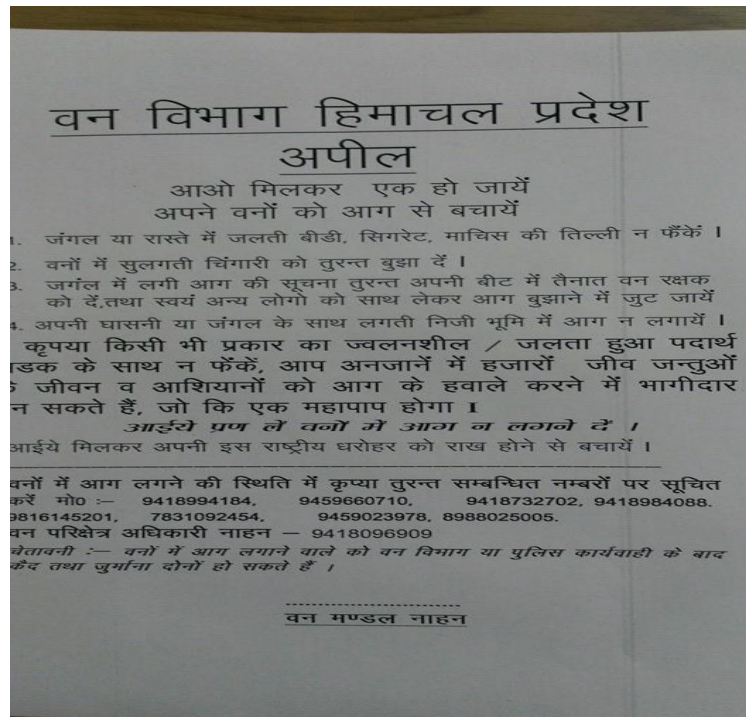 वन विभाग हिमाचल प्रदेश
अपील
आओ मिलकर एक हो जायें
अपने वनों को आग से बचायें
1. जंगल या रास्ते में जलती बीडी, सिगरेट, माचिस की तिल्ली न फैंकें ।
2. वनों में सुलगती चिंगारी को तुरन्त बुझा दें ।
3. जगंल में लगी आग की सूचना तुरन्त अपनी बीट में तैनात वन रक्षक
को दें,तथा स्वयं अन्य लोगो को साथ लेकर आग बुझाने में जुट जायें
4. अपनी घासनी या जंगल के साथ लगती निजी भूमि में आग न लगायें ।
कृपया किसी भी प्रकार का ज्वलनशील / जलता हुआ पदार्थ
डक के साथ न फेंकें, आप अनजानें में हजारों जीव जन्तुओं
के जीवन व आशियानों को आग के हवाले करने में भागीदार
न सकते हैं, जो कि एक महापाप होगा I
आईये प्रण लें वनों में आग न लगने दें ।
आईये मिलकर अपनी इस राष्ट्रीय धरोहर को राख होने से बचायें ।
वनों में आग लगने की स्थिति में कृप्या तुरन्त सम्बन्धित नम्बरों पर सूचित
करें मो0 :– 9418994184, 9459660710, 9418732702, 9418984088.
9816145201, 7831092454, 9459023978, 8988025005.
वन परिक्षेत्र अधिकारी नाहन – 9418096909
चेतावनी :– वनों में आग लगाने वाले को वन विभाग या पुलिस कार्यवाही के बाद
कैद तथा जुर्माना दोनों हो सकते हैं ।
वन मण्डल नाहन